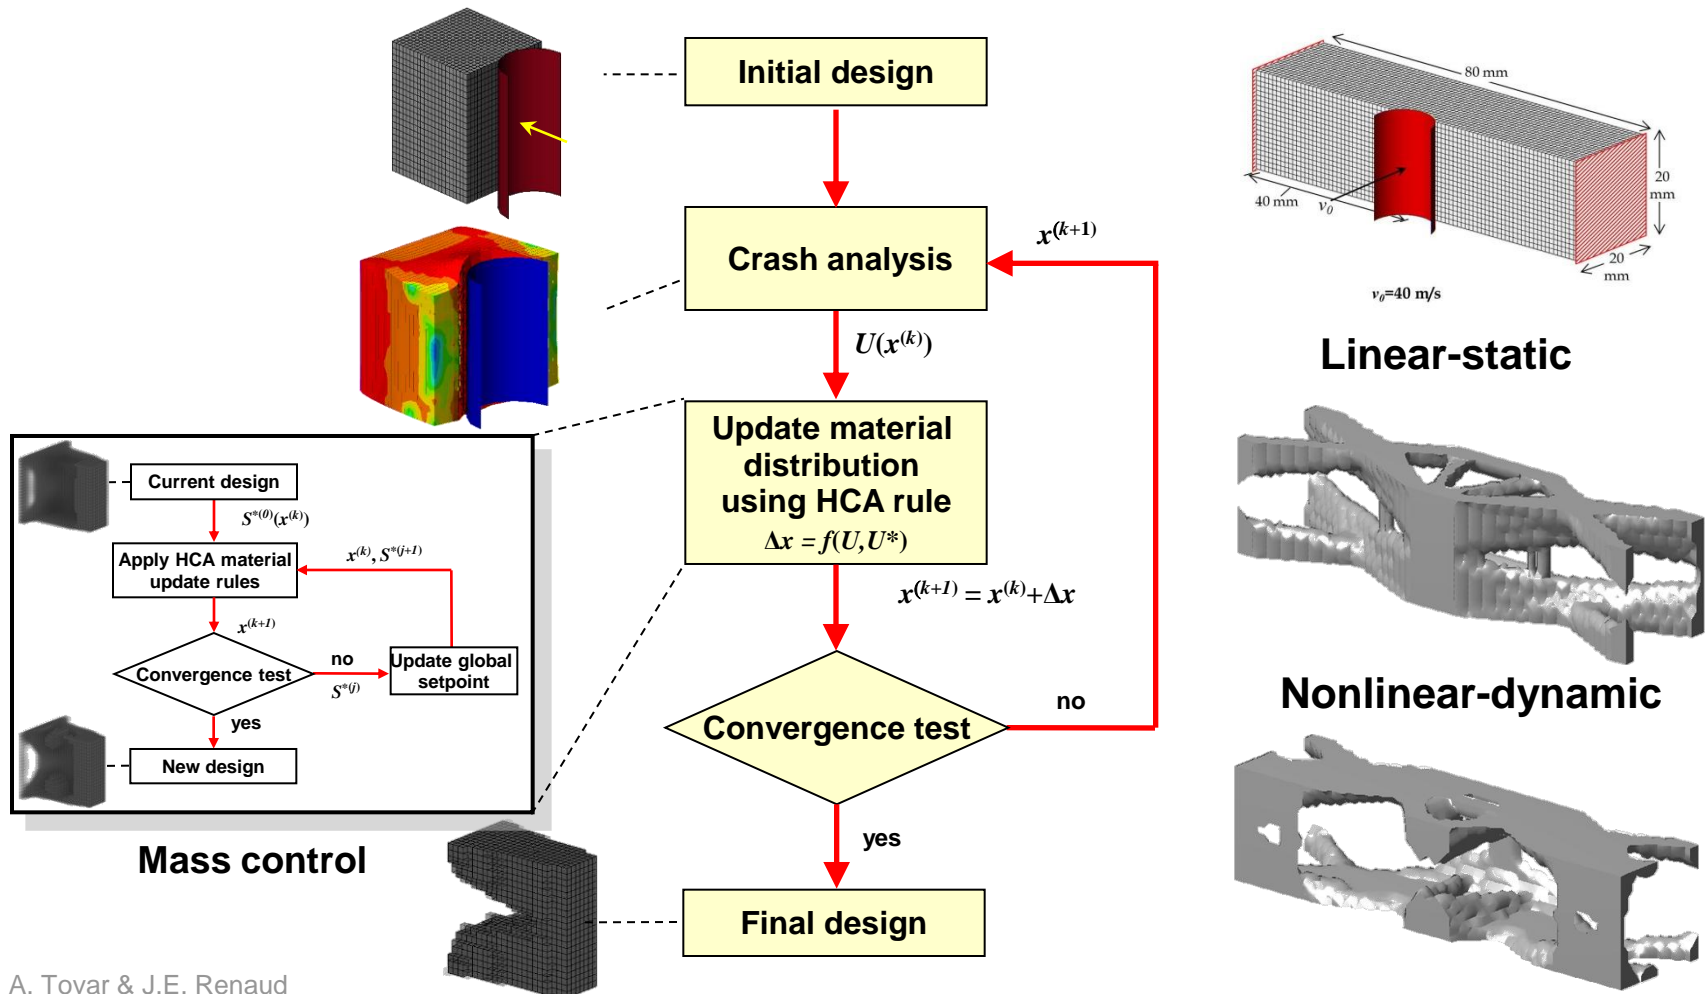 Initial design
Crash analysis
x(k+1)
U(x(k))
Update material
distribution
using HCA rule
Δx = f(U,U*)
x(k+1) = x(k)+Δx
Convergence test
no
yes
Final design
Current design
S*(0)(x(k))
Apply HCA material
update rules
x(k), S*(j+1)
x(k+1)
Convergence test
no
S*(j)
Update global
setpoint
yes
New design
Mass control
80 mm
20
mm
40 mm
v0
20
mm
v0=40 m/s
Linear-static
Nonlinear-dynamic
A. Tovar & J.E. Renaud